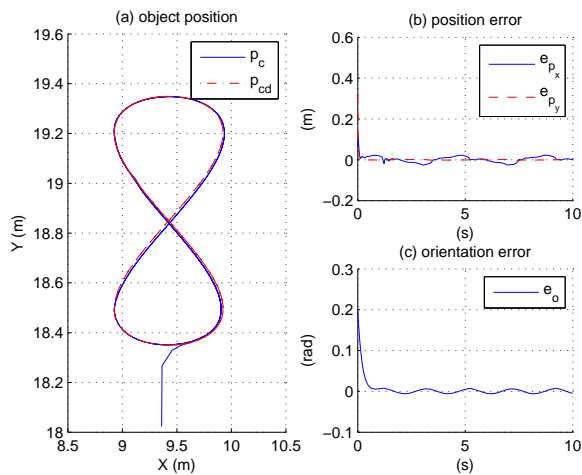 (a) object position
19.6
19.4
19.2
19
18.8
18.6
18.4
18.2
18
Y (m)
8.5 9 9.5 10 10.5
X (m)
p_c
p_cd
(b) position error
0.6
0.4
0.2
0
−0.2
(m)
0 5 10
(s)
e_p_x
e_p_y
(c) orientation error
0.3
0.2
0.1
0
−0.1
(rad)
0 5 10
(s)
e_o